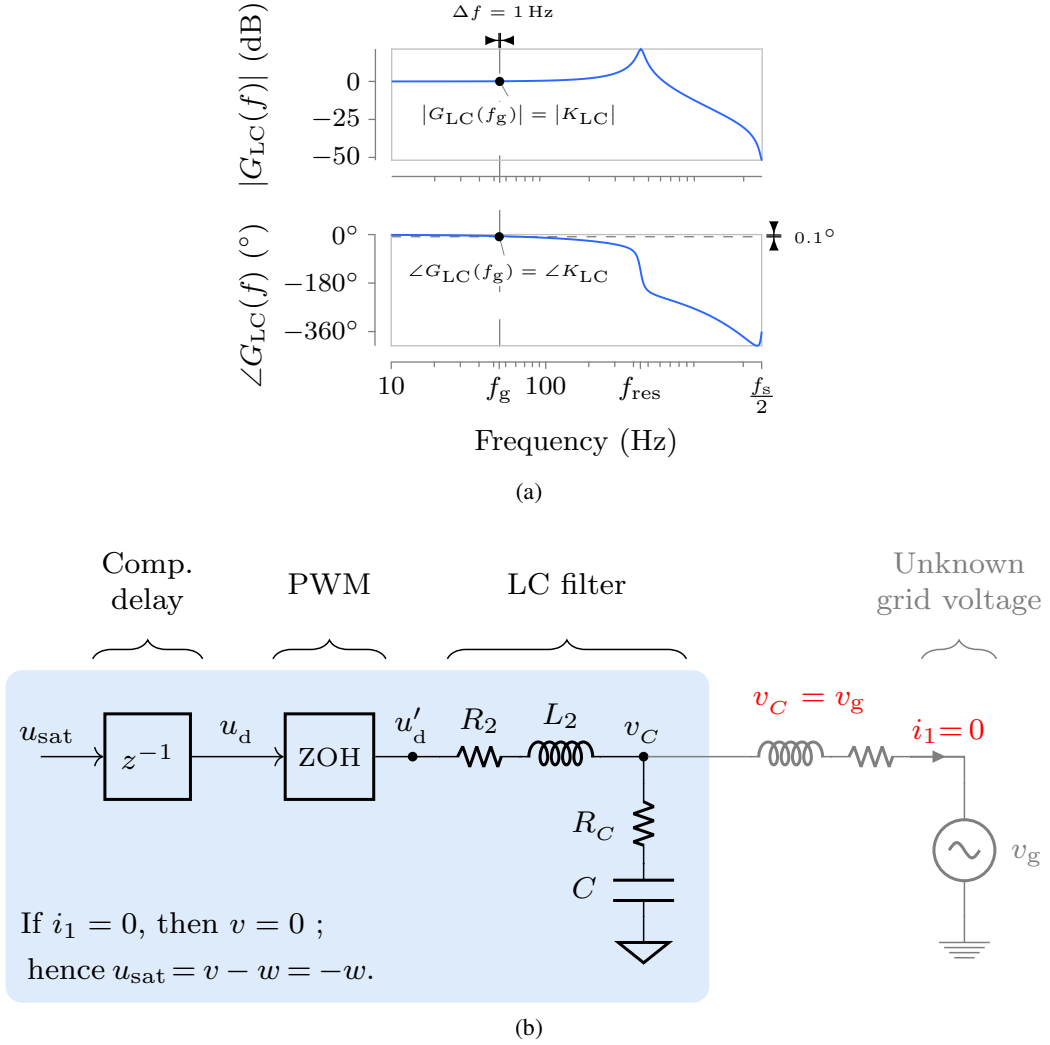 Δf = 1 Hz
|G_LC(f)| (dB)
0
−25
−50
|G_LC(f_g)| = |K_LC|
∠G_LC(f) (°)
0°
−180°
−360°
0.1°
∠G_LC(f_g) = ∠K_LC
10
f_g
100
f_res
f_s/2
Frequency (Hz)
(a)
Comp.
delay
PWM
LC filter
Unknown
grid voltage
u_sat
z⁻¹
u_d
ZOH
u′_d
R_2
L_2
v_C
v_C = v_g
i_1 = 0
R_C
C
v_g
If i_1 = 0, then v = 0 ;
hence u_sat = v − w = −w.
(b)